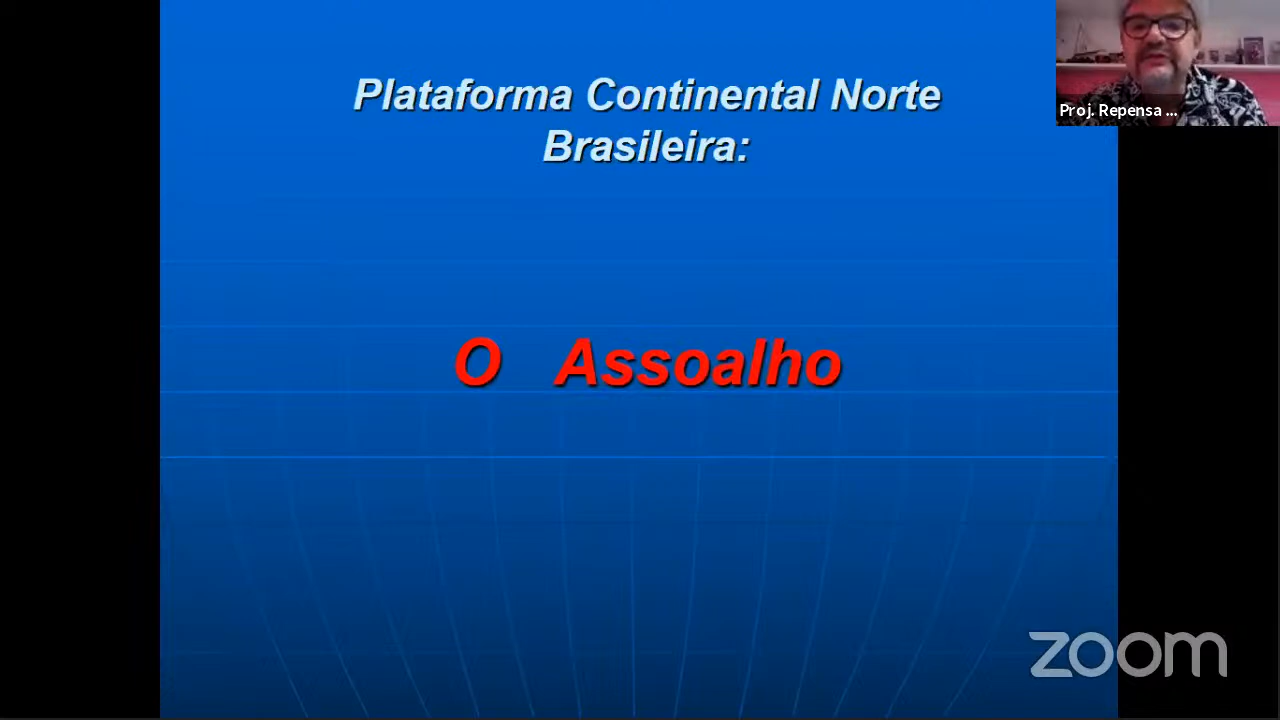 Plataforma Continental Norte
Brasileira:
O Assoalho
Proj. Repensa ...
zoom